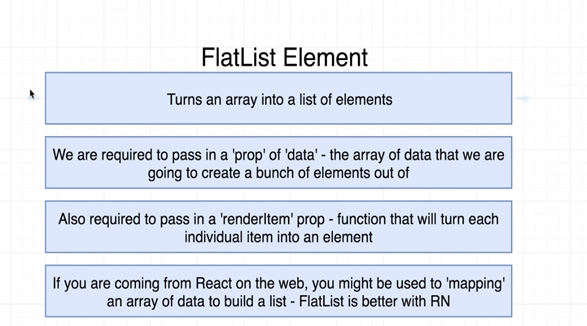 FlatList Element
Turns an array into a list of elements
We are required to pass in a 'prop' of 'data' - the array of data that we are
going to create a bunch of elements out of
Also required to pass in a 'renderItem' prop - function that will turn each
individual item into an element
If you are coming from React on the web, you might be used to 'mapping'
an array of data to build a list - FlatList is better with RN